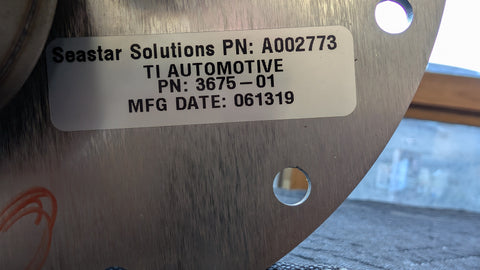 Seastar Solutions PN: A002773
TI AUTOMOTIVE
PN: 3675-01
MFG DATE: 061319